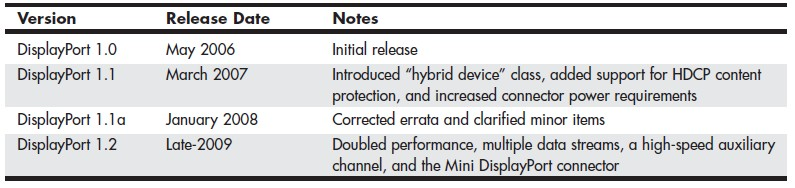 Version Release Date Notes
DisplayPort 1.0 May 2006 Initial release
DisplayPort 1.1 March 2007 Introduced “hybrid device” class, added support for HDCP content
protection, and increased connector power requirements
DisplayPort 1.1a January 2008 Corrected errata and clarified minor items
DisplayPort 1.2 Late-2009 Doubled performance, multiple data streams, a high-speed auxiliary
channel, and the Mini DisplayPort connector